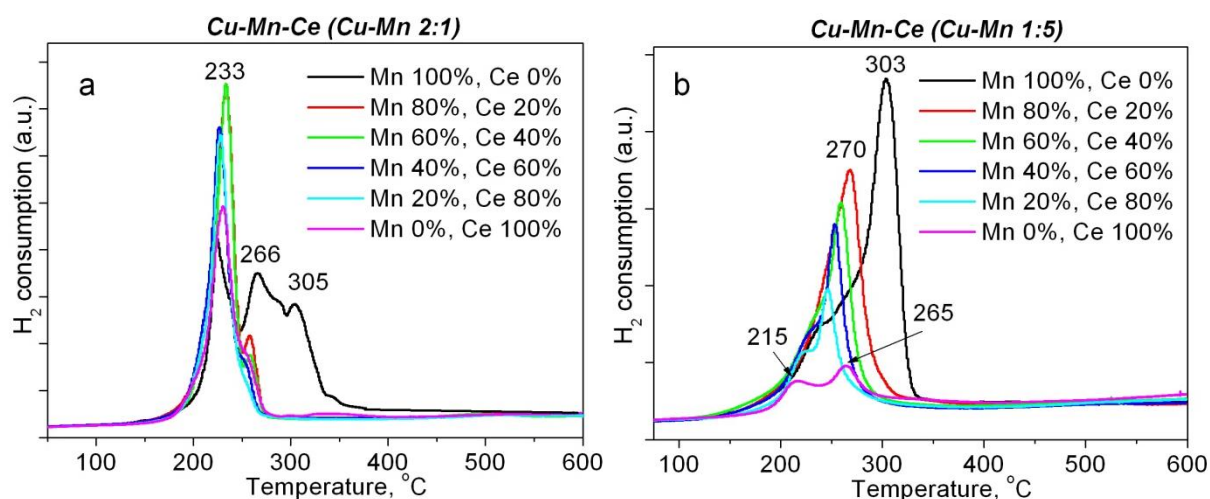 Cu-Mn-Ce (Cu-Mn 2:1)
a
233
266
305
Mn 100%, Ce 0%
Mn 80%, Ce 20%
Mn 60%, Ce 40%
Mn 40%, Ce 60%
Mn 20%, Ce 80%
Mn 0%, Ce 100%
H2 consumption (a.u.)
100 200 300 400 500 600
Temperature, °C
Cu-Mn-Ce (Cu-Mn 1:5)
b
303
270
215
265
Mn 100%, Ce 0%
Mn 80%, Ce 20%
Mn 60%, Ce 40%
Mn 40%, Ce 60%
Mn 20%, Ce 80%
Mn 0%, Ce 100%
H2 consumption (a.u.)
100 200 300 400 500 600
Temperature, °C